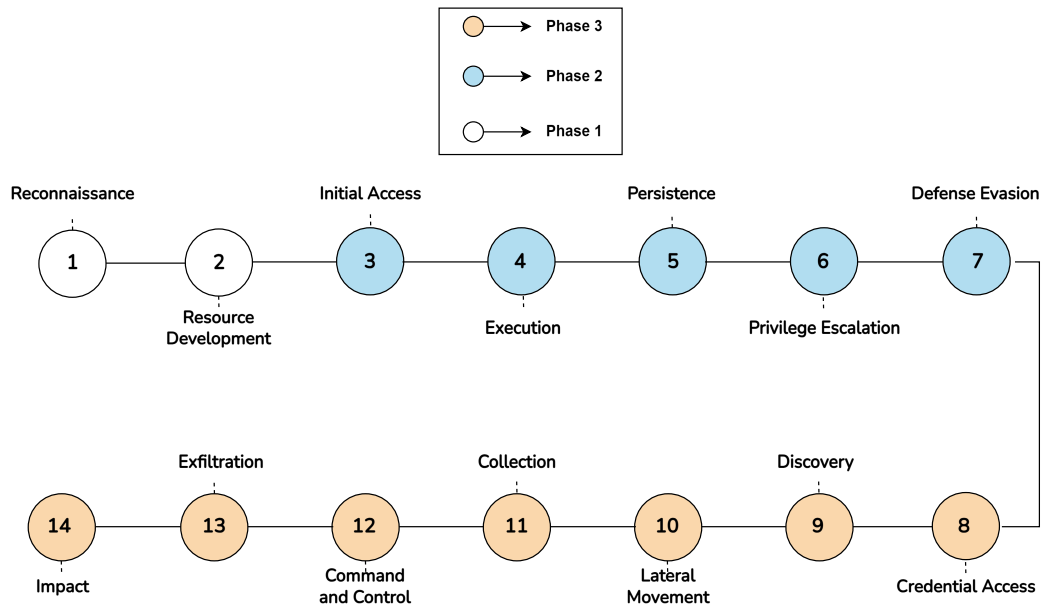 Phase 3
Phase 2
Phase 1
Reconnaissance
Initial Access
Persistence
Defense Evasion
1
2
3
4
5
6
7
Resource
Development
Execution
Privilege Escalation
Exfiltration
Collection
Discovery
14
13
12
11
10
9
8
Impact
Command
and Control
Lateral
Movement
Credential Access